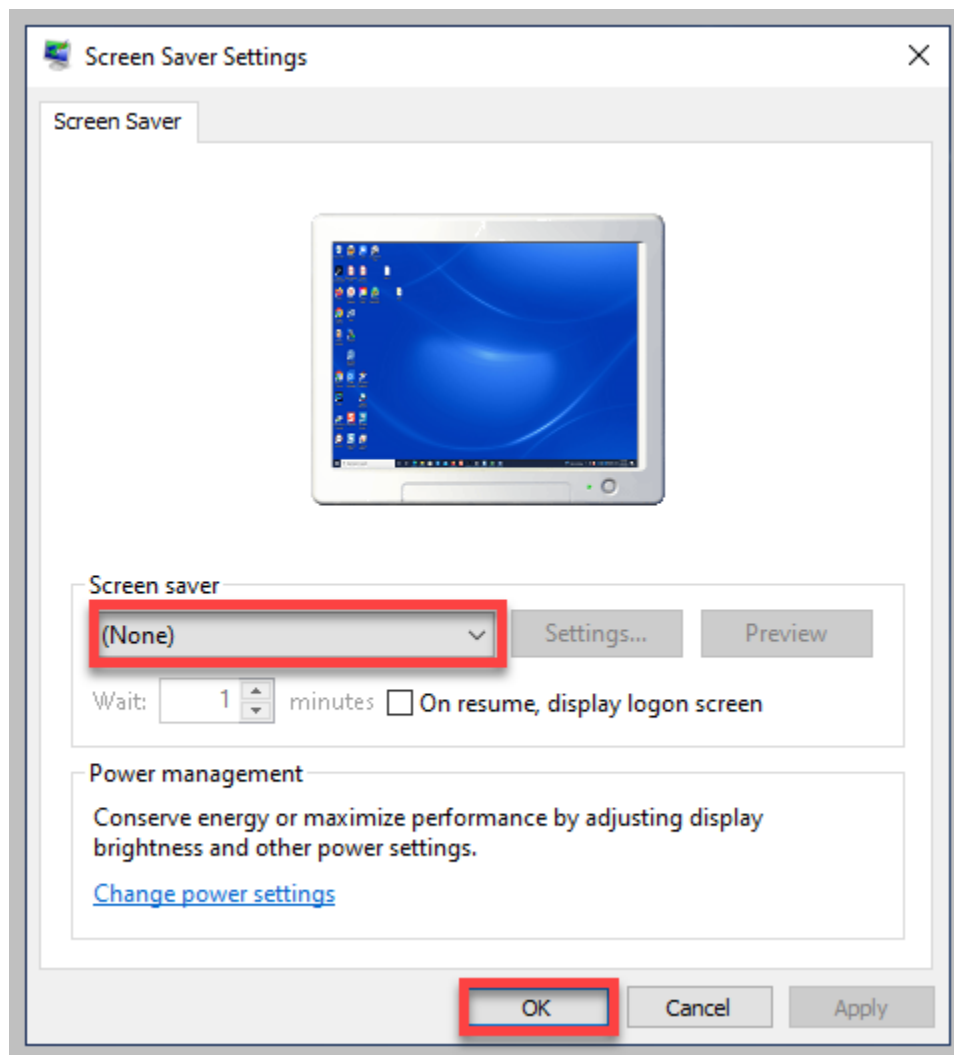 Screen Saver Settings
Screen Saver
Screen saver
(None)
Settings...
Preview
Wait: 1 minutes On resume, display logon screen
Power management
Conserve energy or maximize performance by adjusting display
brightness and other power settings.
Change power settings
OK Cancel Apply